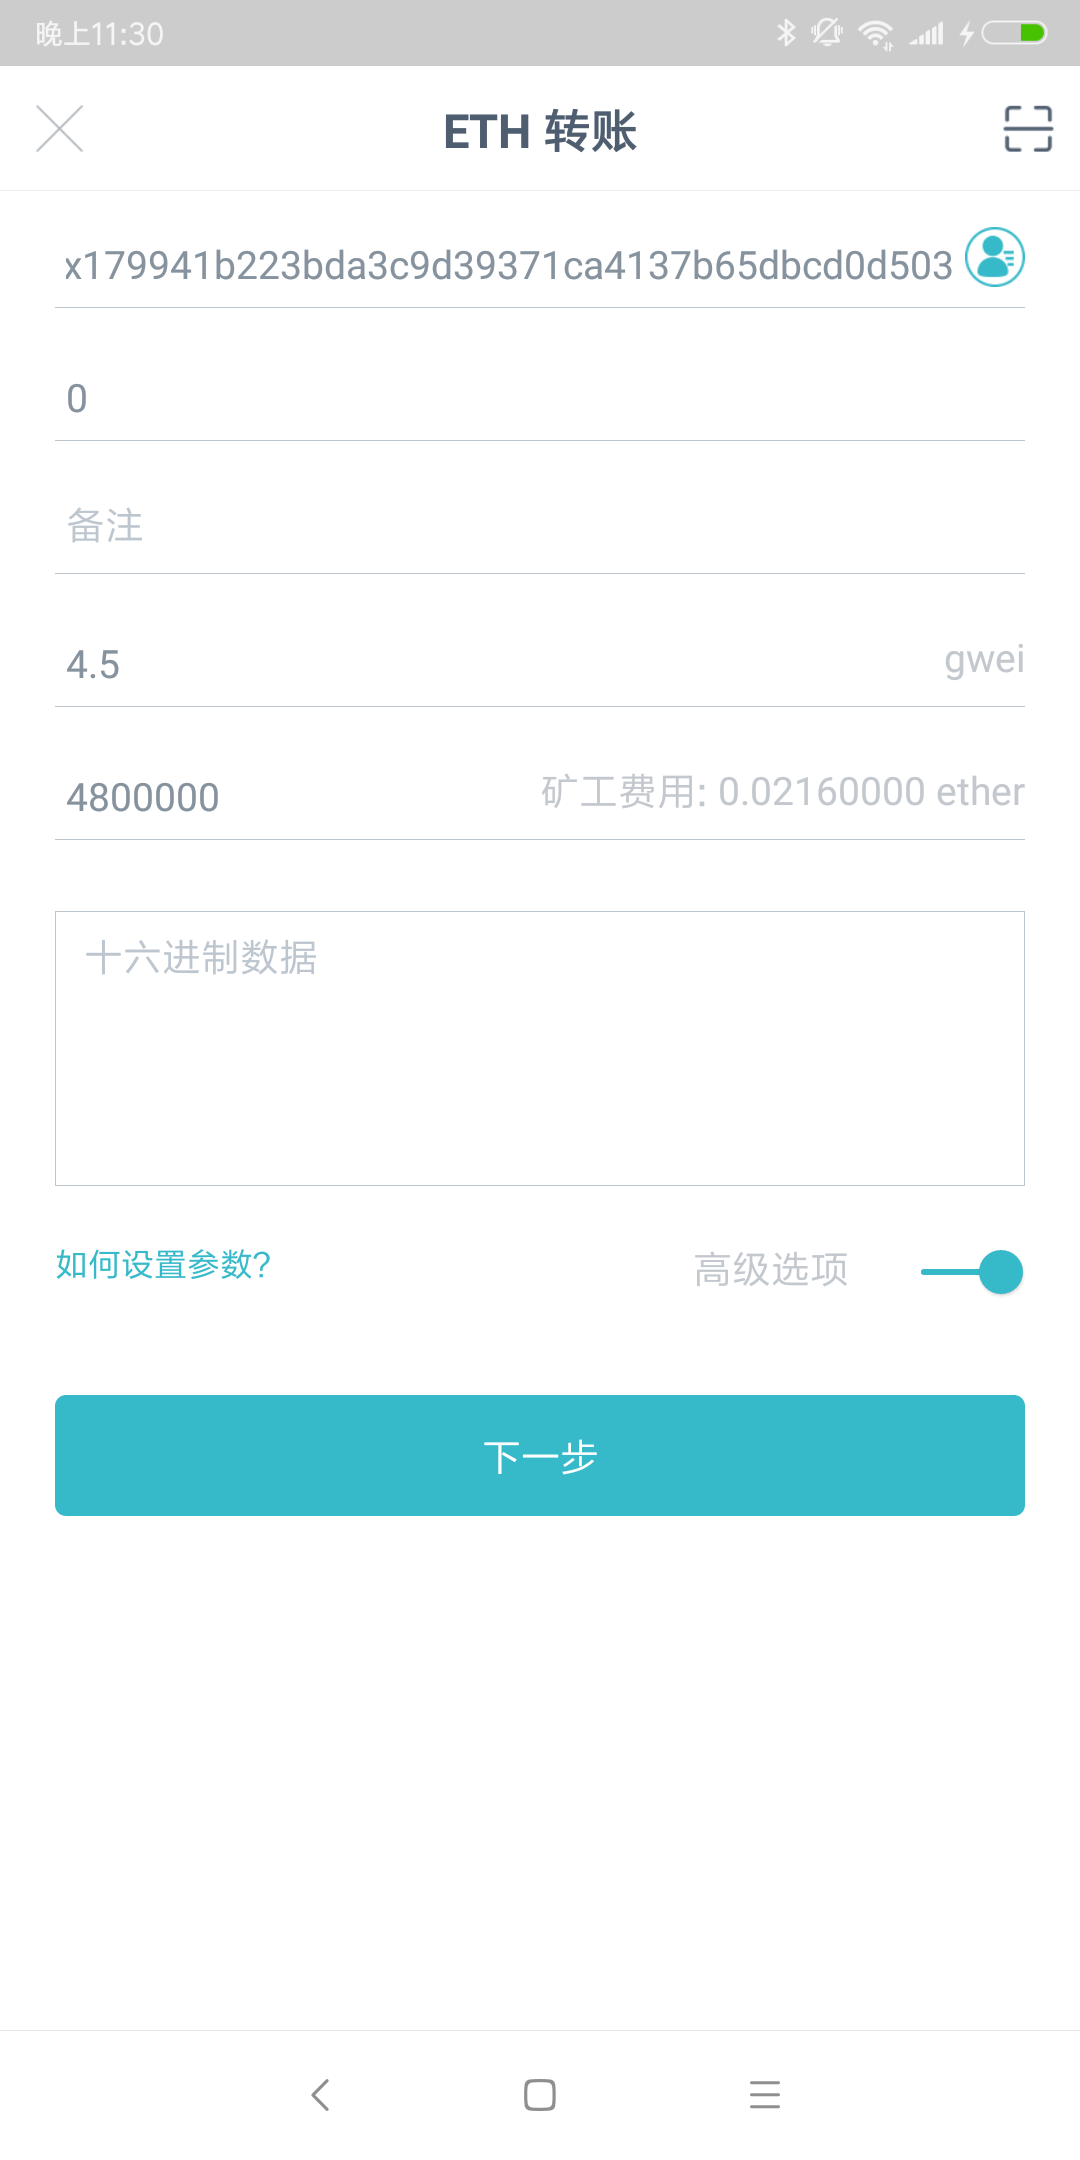 晚上11:30
ETH 转账
x179941b223bda3c9d39371ca4137b65dbcd0d503
0
备注
4.5 gwei
4800000 矿工费用: 0.02160000 ether
十六进制数据
如何设置参数? 高级选项
下一步